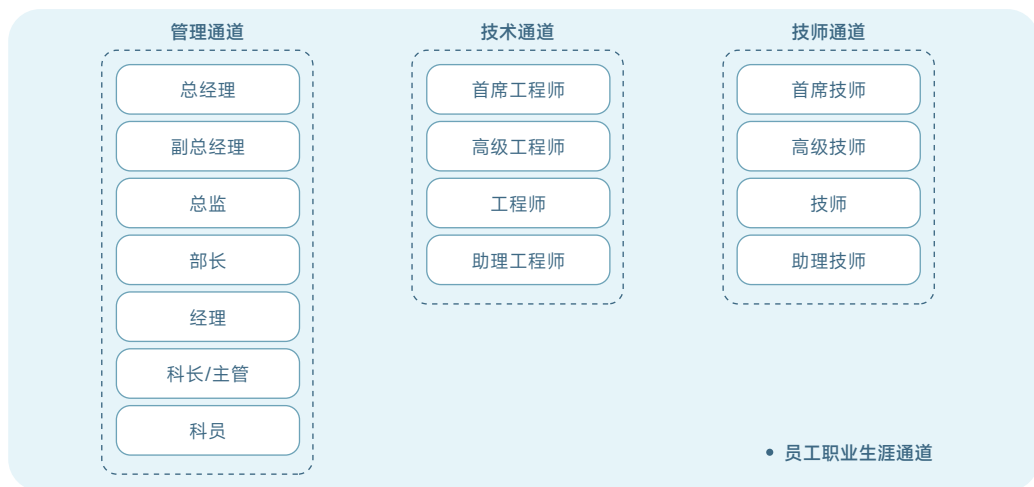 管理通道
总经理
副总经理
总监
部长
经理
科长/主管
科员
技术通道
首席工程师
高级工程师
工程师
助理工程师
技师通道
首席技师
高级技师
技师
助理技师
员工职业生涯通道